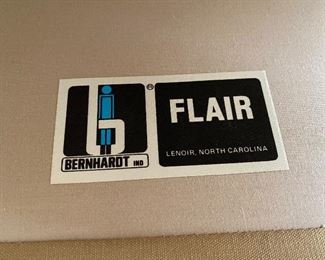 b ®
BERNHARDT IND
FLAIR
LENOIR, NORTH CAROLINA